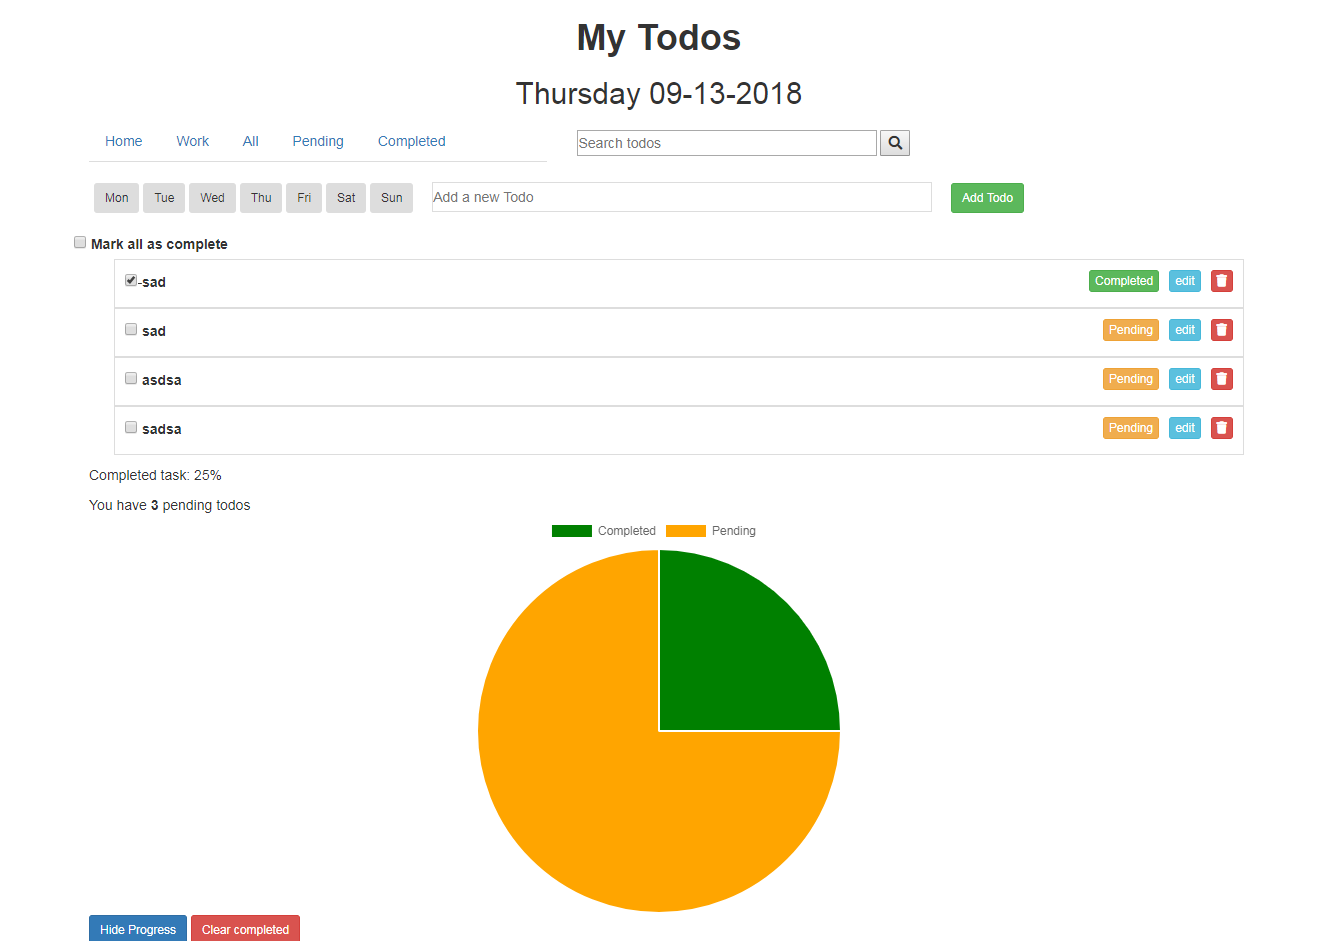 My Todos
Thursday 09-13-2018
Home Work All Pending Completed Search todos
Mon Tue Wed Thu Fri Sat Sun Add a new Todo Add Todo
Mark all as complete
-sad Completed edit
sad Pending edit
asdsa Pending edit
sadsa Pending edit
Completed task: 25%
You have 3 pending todos
Completed Pending
Hide Progress Clear completed